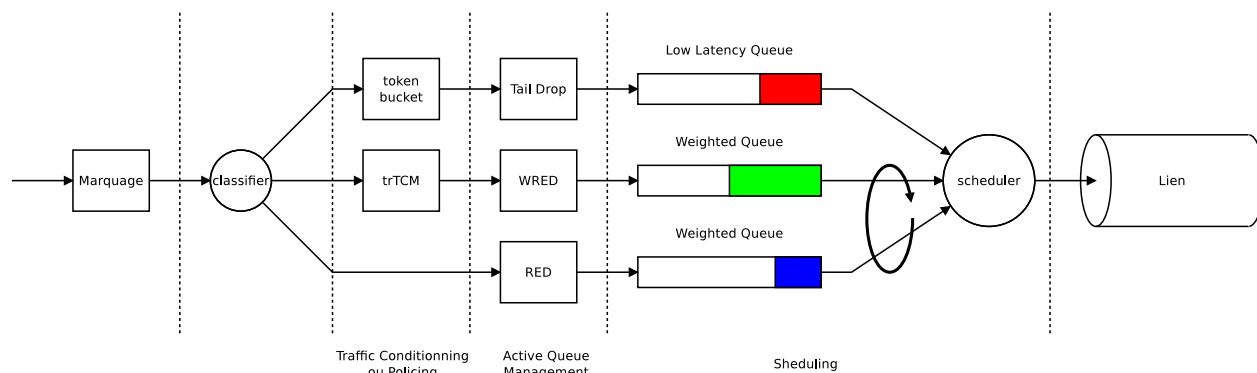 Low Latency Queue
token
bucket
Tail Drop
Weighted Queue
Marquage
classifier
trTCM
WRED
scheduler
Lien
Weighted Queue
RED
Traffic Conditionning
ou Policing
Active Queue
Management
Sheduling